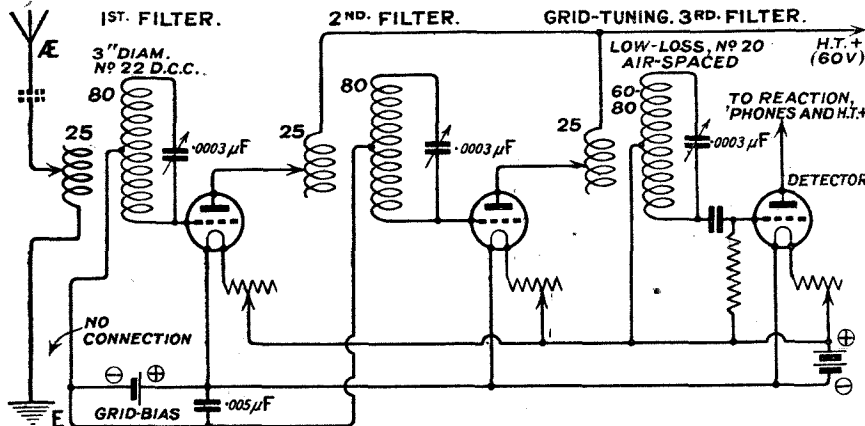 1ST. FILTER.
2ND. FILTER.
GRID-TUNING. 3RD. FILTER.
Æ
3" DIAM.
Nº 22 D.C.C.
80
25
.0003 µF
80
25
.0003 µF
LOW-LOSS, Nº 20
AIR-SPACED
60-
80
25
.0003 µF
H.T.+
(60V)
TO REACTION,
'PHONES AND H.T.+
DETECTOR
NO
CONNECTION
⊖ ⊕
GRID-BIAS
.005 µF
E
⊕
⊖